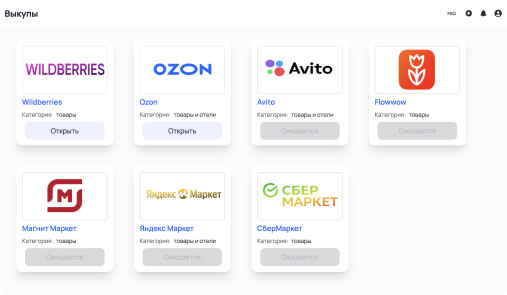 Выкупы
FAQ
WILDBERRIES
OZON
Avito
Wildberries
Ozon
Avito
Flowwow
Категория: товары
Категория: товары и отели
Категория: товары и отели
Категория: товары
Открыть
Открыть
Ожидается
Ожидается
М
Яндекс Маркет
СБЕР
МАРКЕТ
Магнит Маркет
Яндекс Маркет
СберМаркет
Категория: товары
Категория: товары и отели
Категория: товары
Ожидается
Ожидается
Ожидается